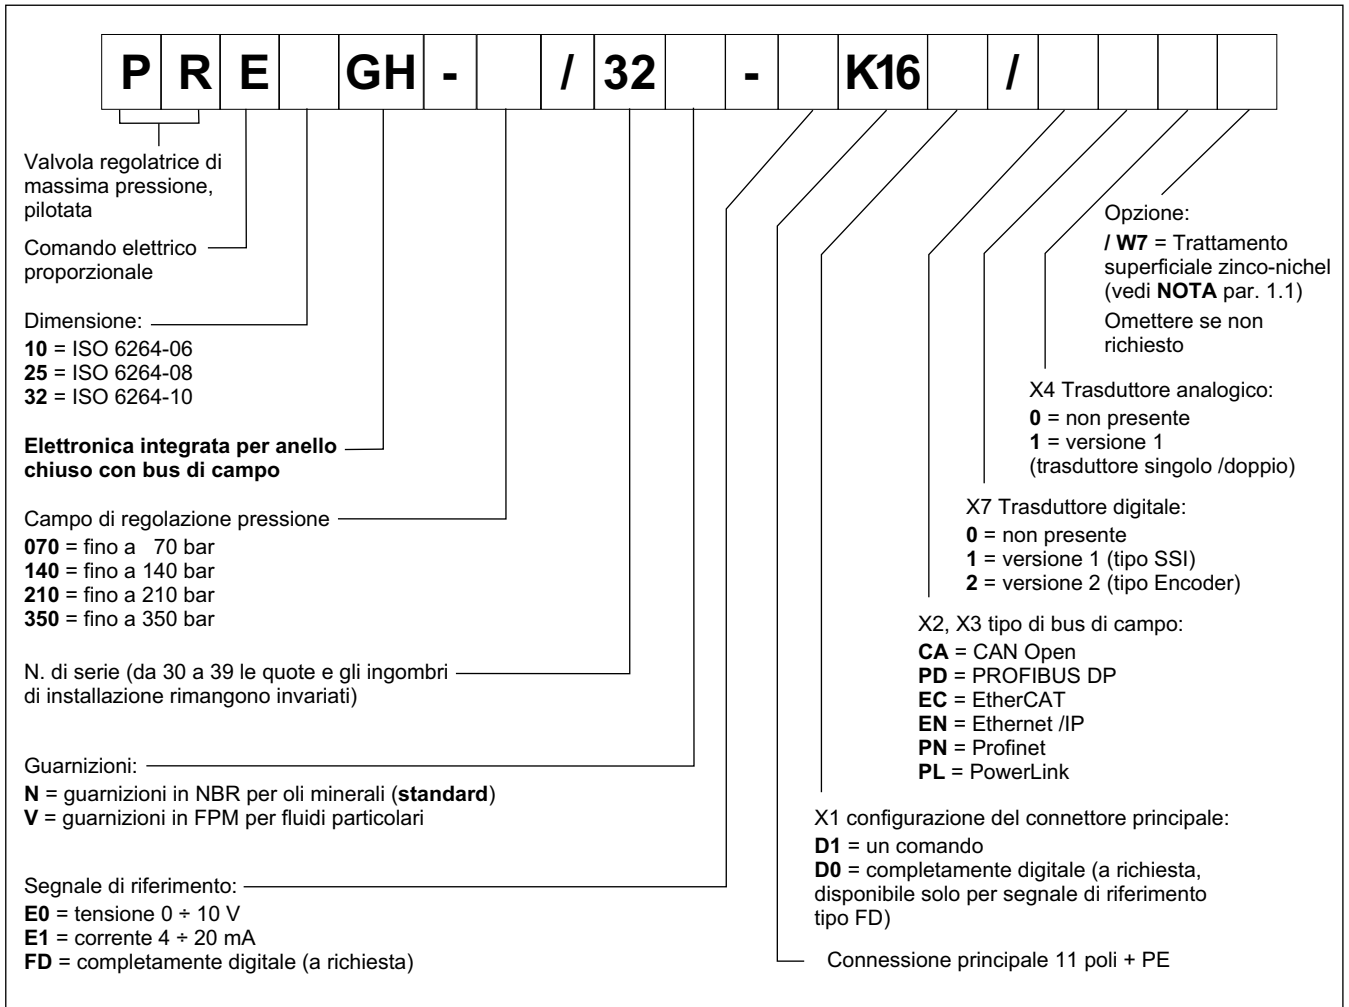 P R E GH - / 32 - K16 /
Valvola regolatrice di
massima pressione,
pilotata
Comando elettrico
proporzionale
Dimensione:
10 = ISO 6264-06
25 = ISO 6264-08
32 = ISO 6264-10
Elettronica integrata per anello
chiuso con bus di campo
Campo di regolazione pressione
070 = fino a 70 bar
140 = fino a 140 bar
210 = fino a 210 bar
350 = fino a 350 bar
N. di serie (da 30 a 39 le quote e gli ingombri
di installazione rimangono invariati)
Guarnizioni:
N = guarnizioni in NBR per oli minerali (standard)
V = guarnizioni in FPM per fluidi particolari
Segnale di riferimento:
E0 = tensione 0 ÷ 10 V
E1 = corrente 4 ÷ 20 mA
FD = completamente digitale (a richiesta)
Opzione:
/ W7 = Trattamento
superficiale zinco-nichel
(vedi NOTA par. 1.1)
Omettere se non
richiesto
X4 Trasduttore analogico:
0 = non presente
1 = versione 1
(trasduttore singolo /doppio)
X7 Trasduttore digitale:
0 = non presente
1 = versione 1 (tipo SSI)
2 = versione 2 (tipo Encoder)
X2, X3 tipo di bus di campo:
CA = CAN Open
PD = PROFIBUS DP
EC = EtherCAT
EN = Ethernet /IP
PN = Profinet
PL = PowerLink
X1 configurazione del connettore principale:
D1 = un comando
D0 = completamente digitale (a richiesta,
disponibile solo per segnale di riferimento
tipo FD)
Connessione principale 11 poli + PE